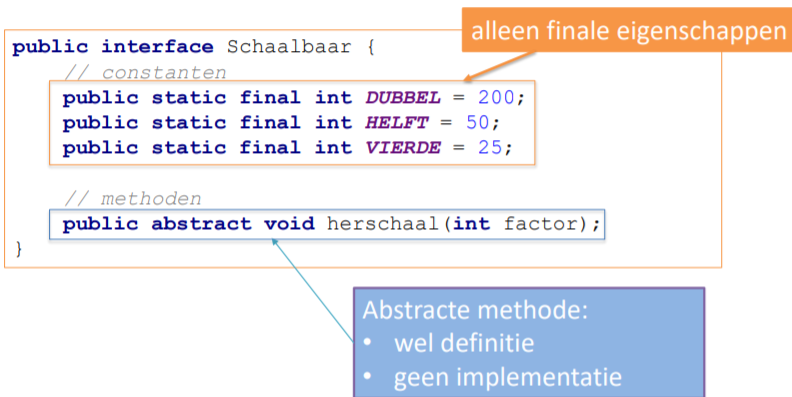 alleen finale eigenschappen
public interface Schaalbaar {
// constanten
public static final int DUBBEL = 200;
public static final int HELFT = 50;
public static final int VIERDE = 25;
// methoden
public abstract void herschaal(int factor);
}
Abstracte methode:
• wel definitie
• geen implementatie